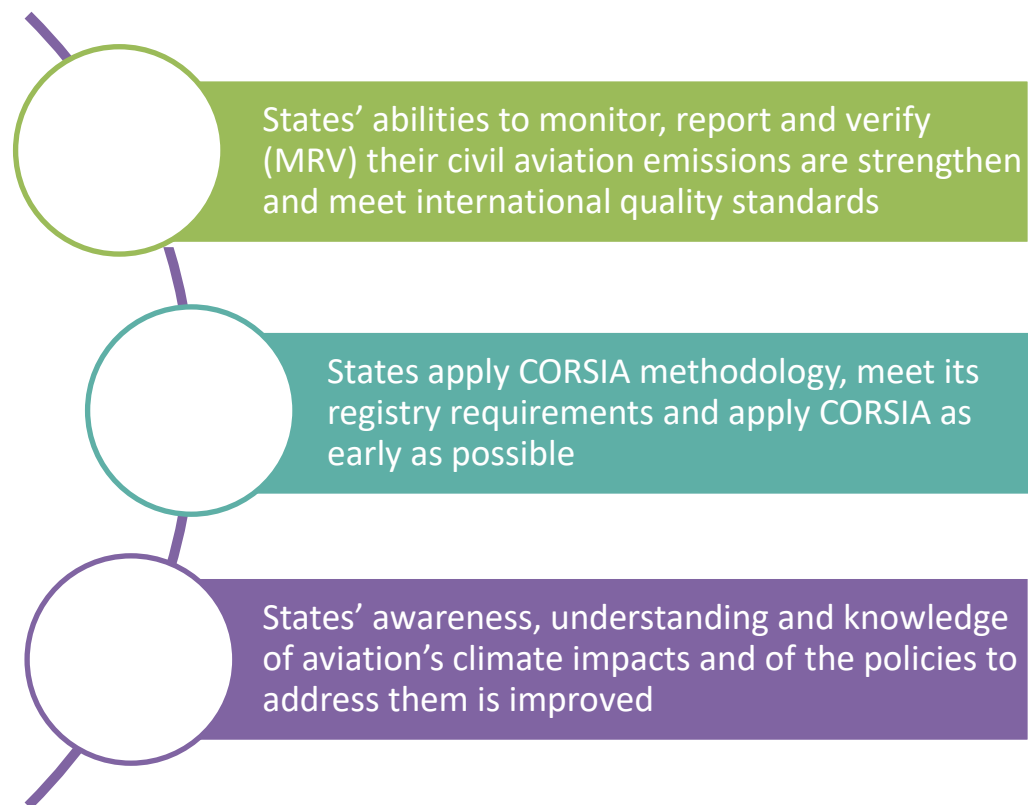 States’ abilities to monitor, report and verify
(MRV) their civil aviation emissions are strengthen
and meet international quality standards
States apply CORSIA methodology, meet its
registry requirements and apply CORSIA as
early as possible
States’ awareness, understanding and knowledge
of aviation’s climate impacts and of the policies to
address them is improved